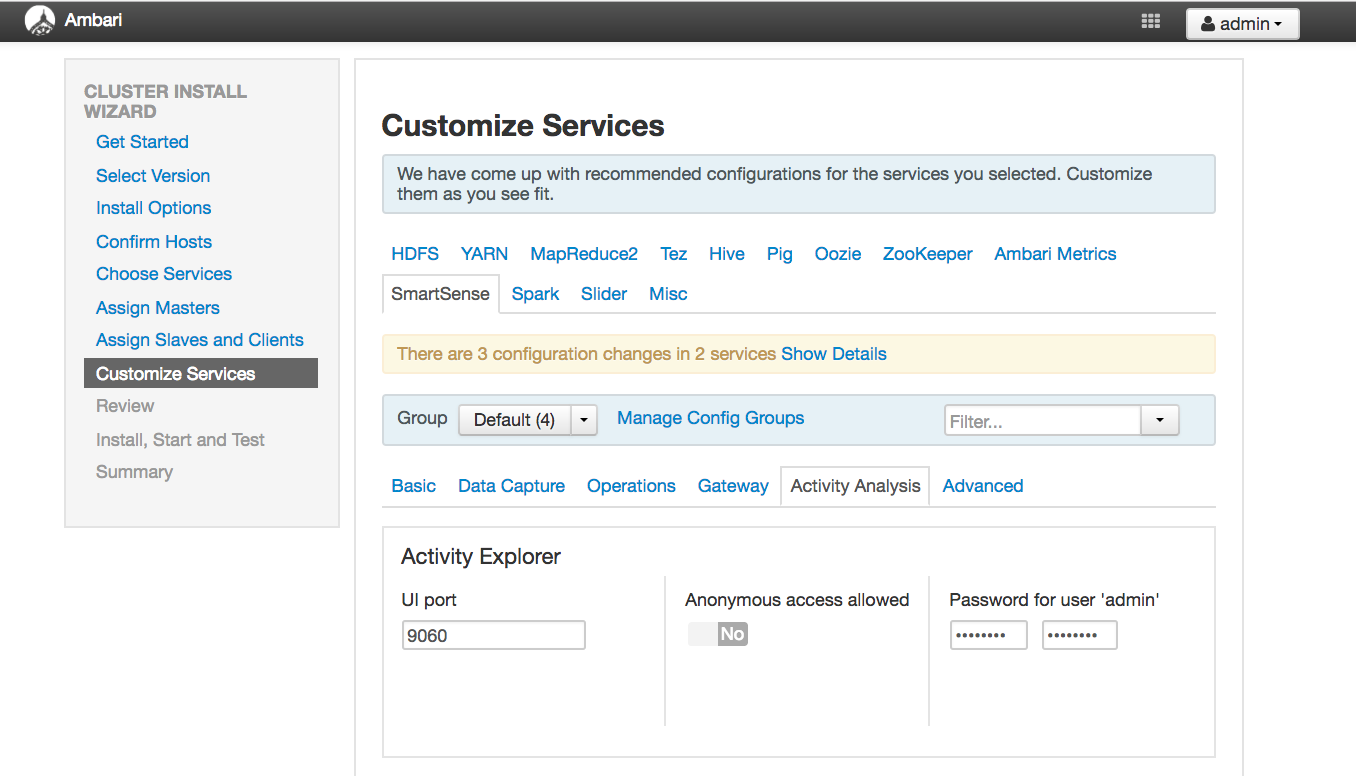 Ambari
admin
CLUSTER INSTALL
WIZARD
Get Started
Select Version
Install Options
Confirm Hosts
Choose Services
Assign Masters
Assign Slaves and Clients
Customize Services
Review
Install, Start and Test
Summary
Customize Services
We have come up with recommended configurations for the services you selected. Customize
them as you see fit.
HDFS YARN MapReduce2 Tez Hive Pig Oozie ZooKeeper Ambari Metrics
SmartSense Spark Slider Misc
There are 3 configuration changes in 2 services Show Details
Group Default (4) Manage Config Groups Filter...
Basic Data Capture Operations Gateway Activity Analysis Advanced
Activity Explorer
UI port Anonymous access allowed Password for user 'admin'
9060 No •••••••• ••••••••